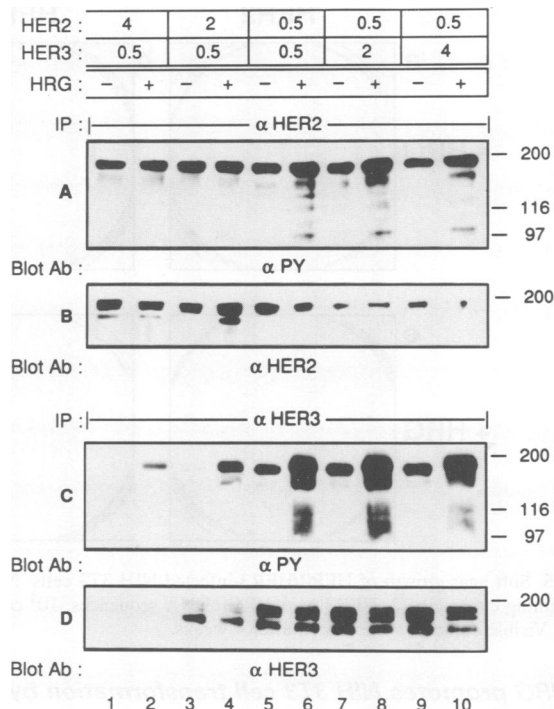 HER2 : 4 2 0.5 0.5 0.5
HER3 : 0.5 0.5 0.5 2 4
HRG : − + − + − + − + − +
IP : α HER2
200
A
116
97
Blot Ab : α PY
200
B
Blot Ab : α HER2
IP : α HER3
200
C
116
97
Blot Ab : α PY
200
D
Blot Ab : α HER3
1 2 3 4 5 6 7 8 9 10